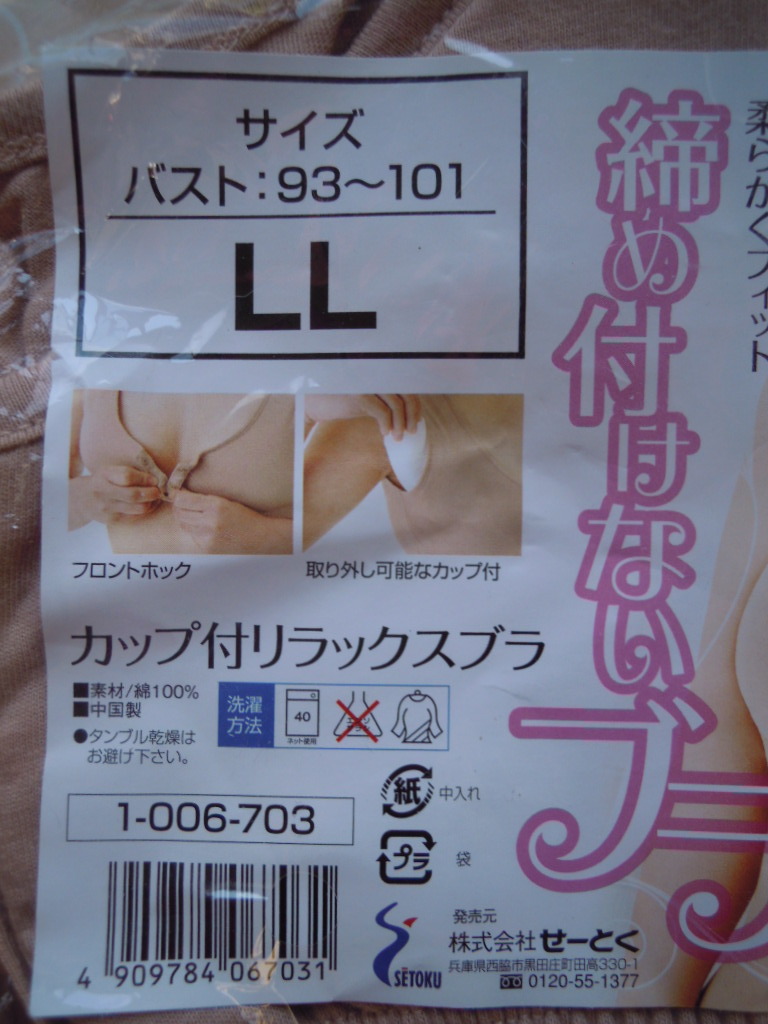 サイズ
バスト:93～101
LL
フロントホック
取り外し可能なカップ付
カップ付リラックスブラ
■素材/綿100%
■中国製
●タンブル乾燥は
お避け下さい。
洗濯
方法
40
ネット使用
1-006-703
紙
中入れ
プラ
袋
4 909784 067031
SĒTOKU
発売元
株式会社せーとく
兵庫県西脇市黒田庄町田高330-1
0120-55-1377
締め付けないブラ
柔らかくフィット